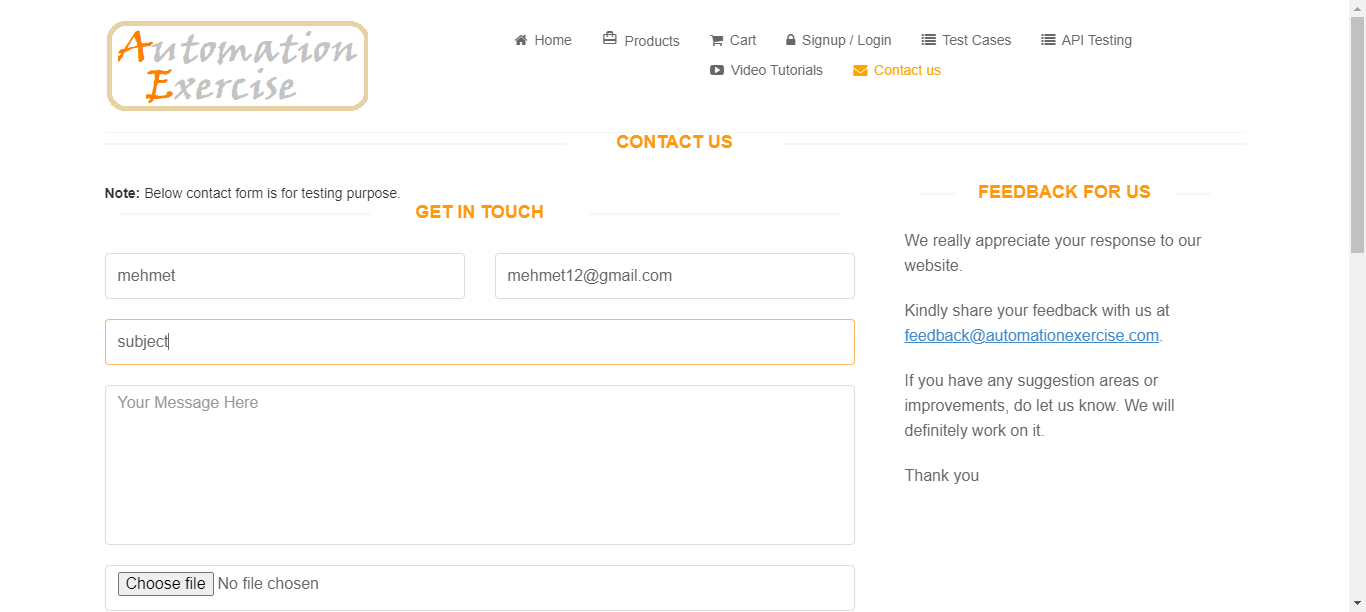 Automation
Exercise
Home Products Cart Signup / Login Test Cases API Testing
Video Tutorials Contact us
CONTACT US
Note: Below contact form is for testing purpose.
GET IN TOUCH
mehmet
mehmet12@gmail.com
subject
Your Message Here
Choose file No file chosen
FEEDBACK FOR US
We really appreciate your response to our
website.
Kindly share your feedback with us at
feedback@automationexercise.com.
If you have any suggestion areas or
improvements, do let us know. We will
definitely work on it.
Thank you